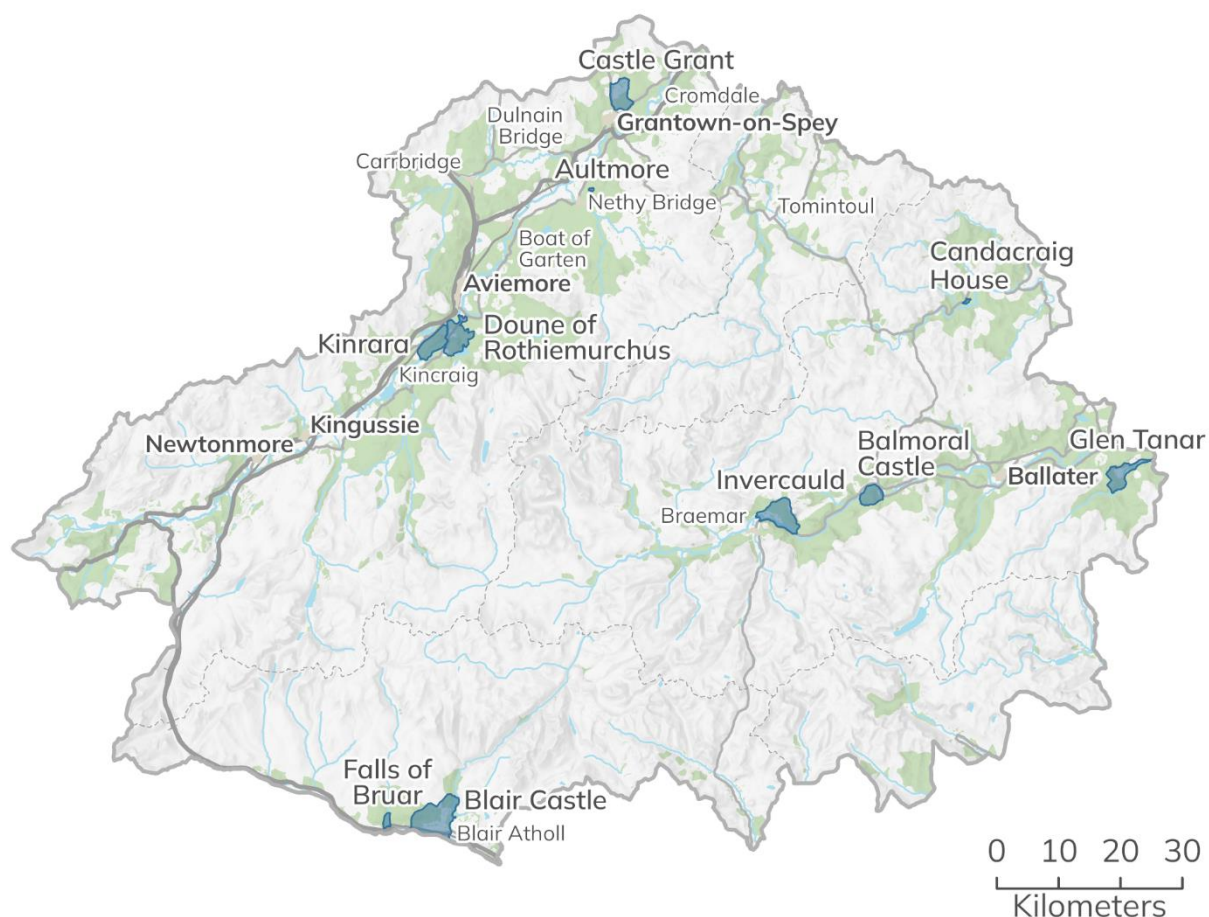 Castle Grant
Cromdale
Dulnain
Bridge
Grantown-on-Spey
Carrbridge
Aultmore
Nethy Bridge
Tomintoul
Boat of
Garten
Candacraig
House
Aviemore
Kinrara
Doune of
Rothiemurchus
Kincraig
Kingussie
Newtonmore
Balmoral
Castle
Glen Tanar
Invercauld
Ballater
Braemar
Falls of
Bruar
Blair Castle
Blair Atholl
0 10 20 30
Kilometers